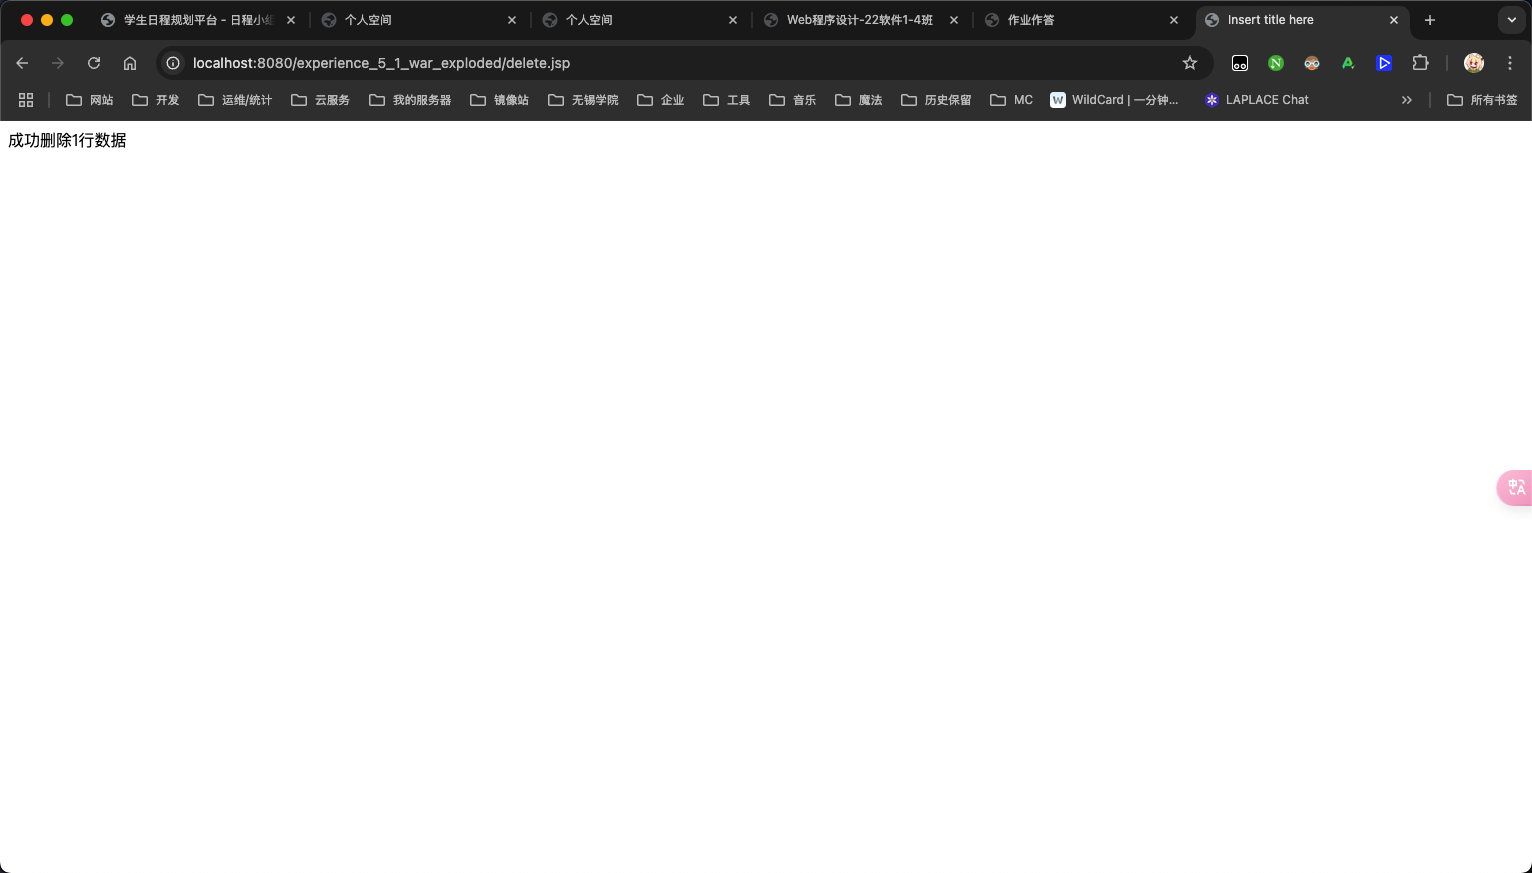 学生日程规划平台 - 日程小组
个人空间
个人空间
Web程序设计-22软件1-4班
作业作答
Insert title here
localhost:8080/experience_5_1_war_exploded/delete.jsp
网站
开发
运维/统计
云服务
我的服务器
镜像站
无锡学院
企业
工具
音乐
魔法
历史保留
MC
WildCard | 一分钟...
LAPLACE Chat
所有书签
成功删除1行数据